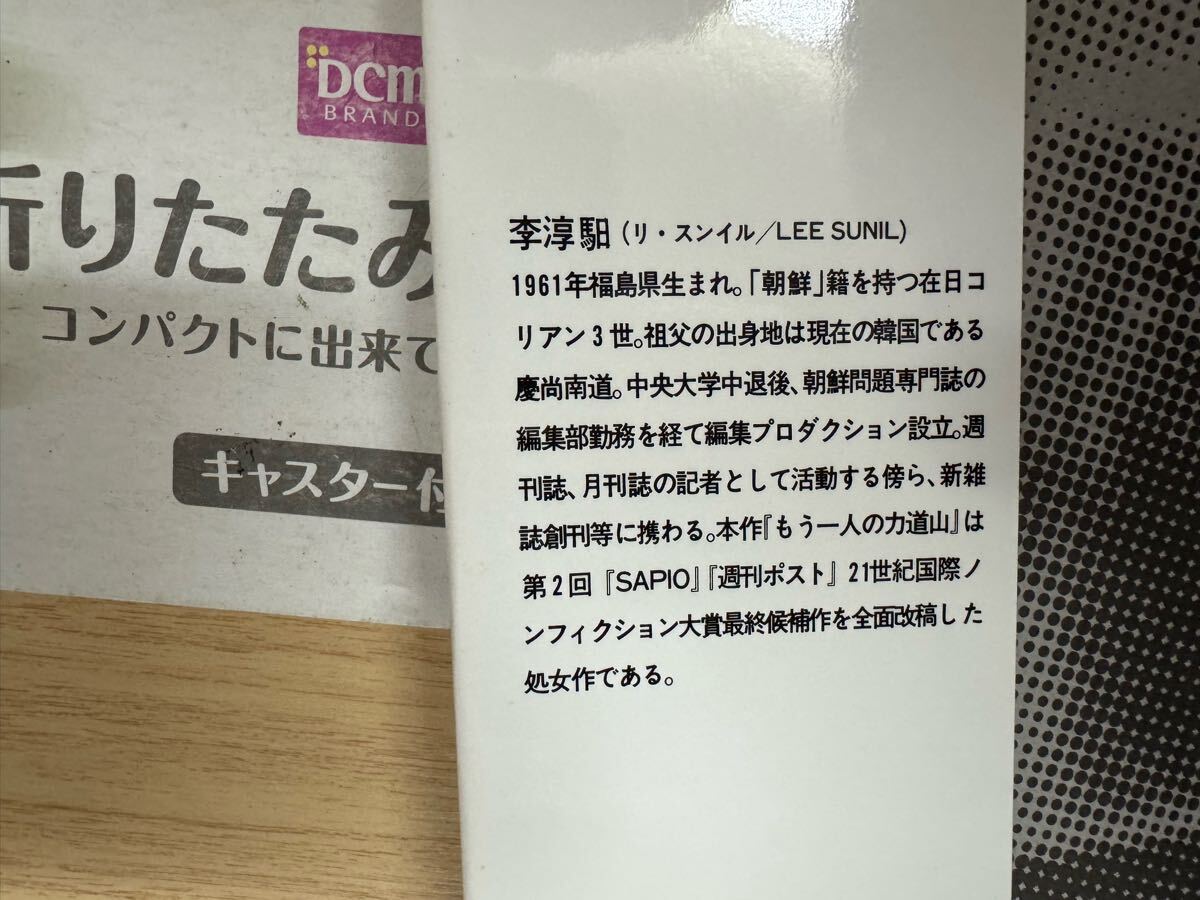 DCM
BRAND
折りたたみ
コンパクトに出来て
キャスター付
李淳馹（リ・スンイル／LEE SUNIL）
1961年福島県生まれ。「朝鮮」籍を持つ在日コ
リアン3世。祖父の出身地は現在の韓国である
慶尚南道。中央大学中退後、朝鮮問題専門誌の
編集部勤務を経て編集プロダクション設立。週
刊誌、月刊誌の記者として活動する傍ら、新雑
誌創刊等に携わる。本作『もう一人の力道山』は
第2回『SAPIO』『週刊ポスト』21世紀国際ノ
ンフィクション大賞最終候補作を全面改稿した
処女作である。